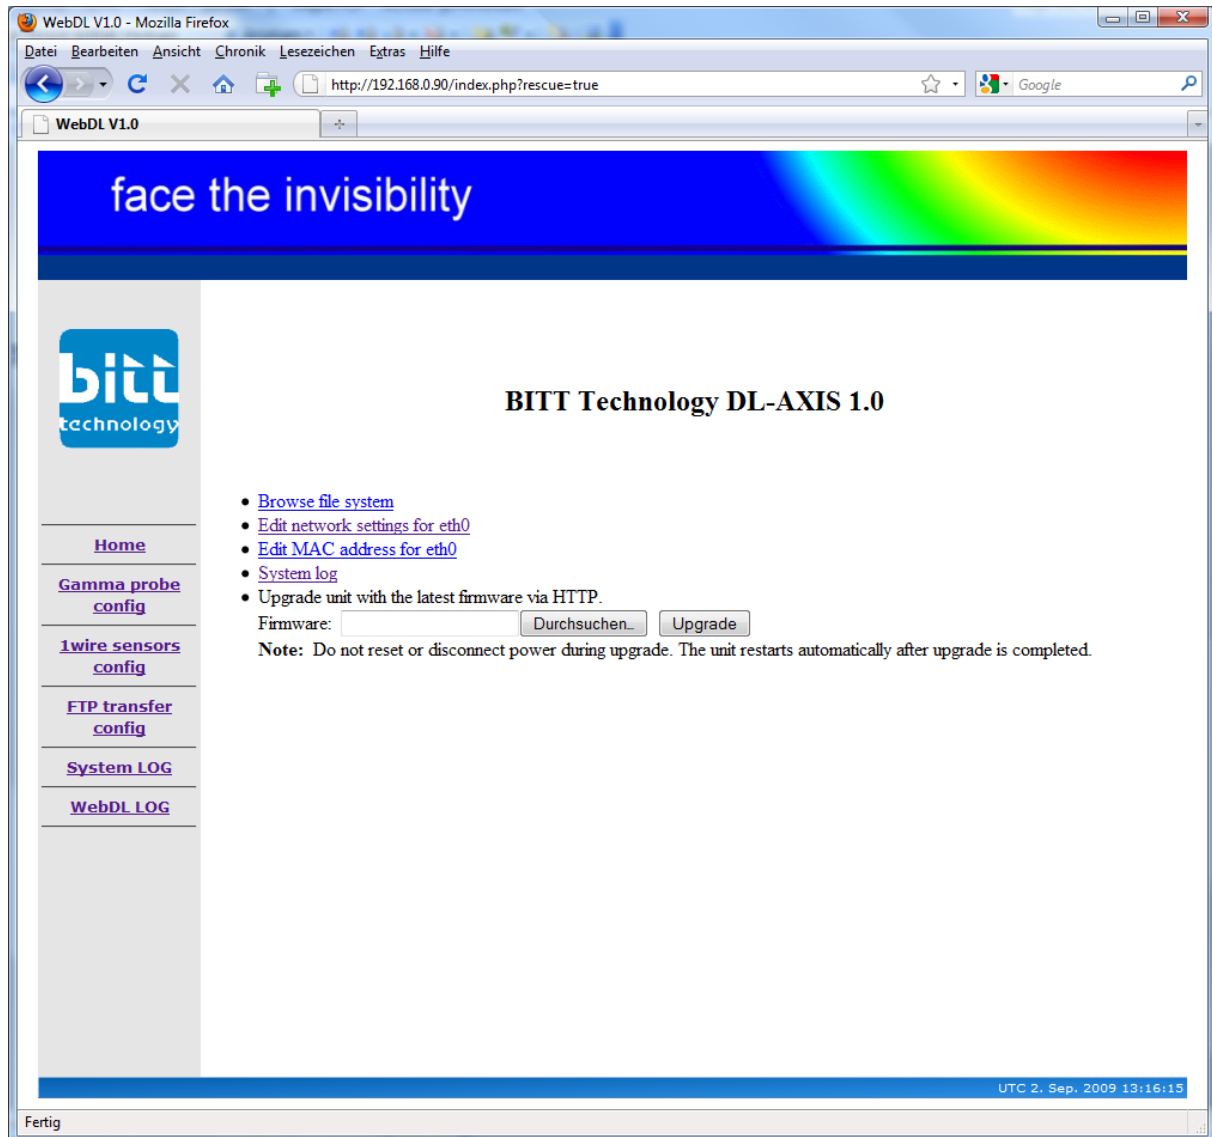 WebDL V1.0 - Mozilla Firefox
Datei Bearbeiten Ansicht Chronik Lesezeichen Extras Hilfe
http://192.168.0.90/index.php?rescue=true
Google
WebDL V1.0
face the invisibility
bitt
technology
BITT Technology DL-AXIS 1.0
Home
Gamma probe
config
1wire sensors
config
FTP transfer
config
System LOG
WebDL LOG
Browse file system
Edit network settings for eth0
Edit MAC address for eth0
System log
Upgrade unit with the latest firmware via HTTP.
Firmware: Durchsuchen... Upgrade
Note: Do not reset or disconnect power during upgrade. The unit restarts automatically after upgrade is completed.
UTC 2. Sep. 2009 13:16:15
Fertig